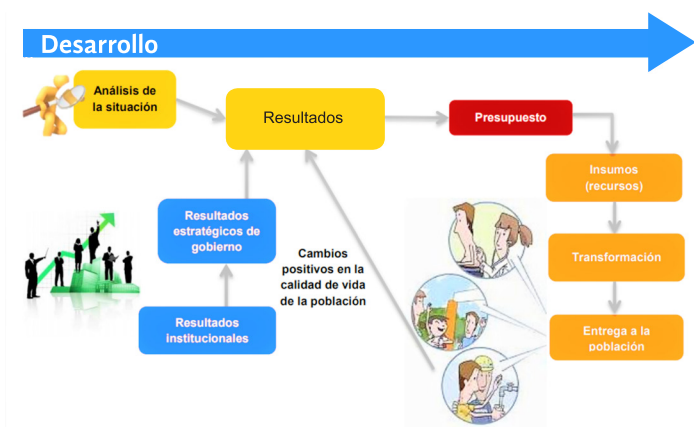 Desarrollo
Análisis de
la situación
Resultados
Presupuesto
Insumos
(recursos)
Resultados
estratégicos de
gobierno
Cambios
positivos en la
calidad de vida
de la población
Transformación
Resultados
institucionales
Entrega a la
población